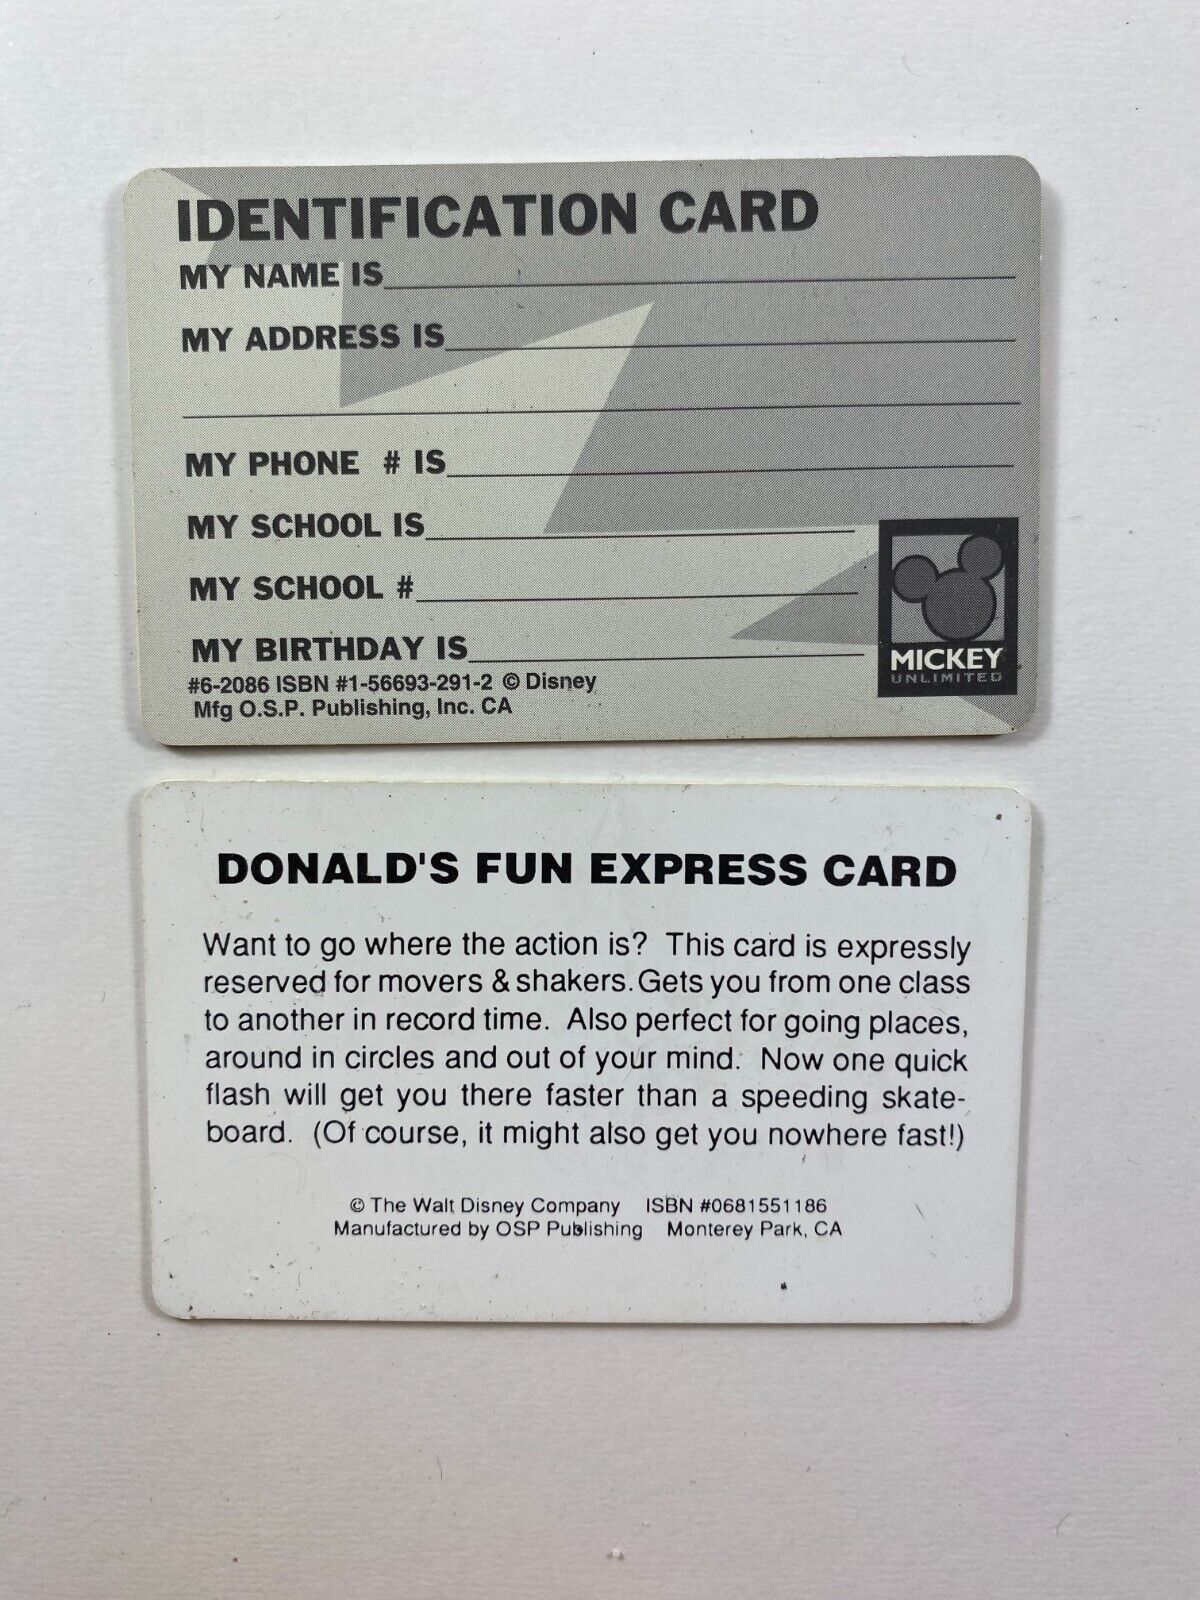 IDENTIFICATION CARD
MY NAME IS
MY ADDRESS IS
MY PHONE # IS
MY SCHOOL IS
MY SCHOOL #
MY BIRTHDAY IS
#6-2086 ISBN #1-56693-291-2 © Disney
Mfg O.S.P. Publishing, Inc. CA
MICKEY
UNLIMITED
DONALD'S FUN EXPRESS CARD
Want to go where the action is? This card is expressly
reserved for movers & shakers. Gets you from one class
to another in record time. Also perfect for going places,
around in circles and out of your mind. Now one quick
flash will get you there faster than a speeding skate-
board. (Of course, it might also get you nowhere fast!)
© The Walt Disney Company ISBN #0681551186
Manufactured by OSP Publishing Monterey Park, CA